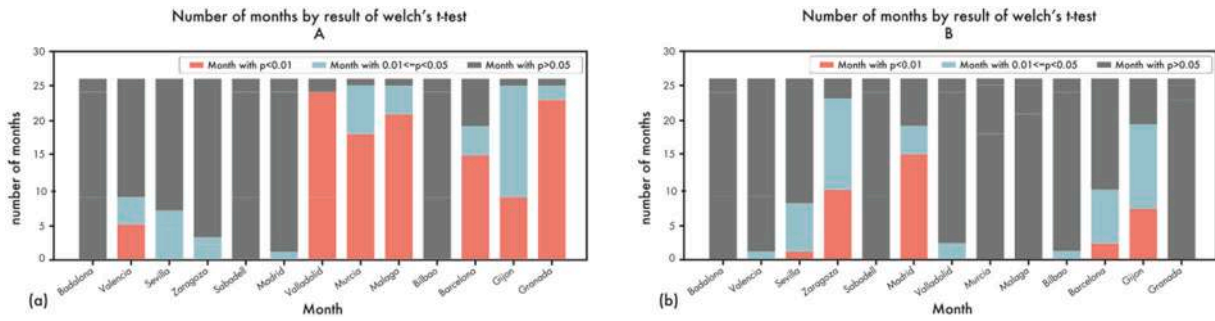 Number of months by result of welch's t-test
A
30
25
20
15
10
5
0
number of months
Month with p<0.01
Month with 0.01<=p<0.05
Month with p>0.05
Badalona
Valencia
Sevilla
Zaragoza
Sabadell
Madrid
Valladolid
Murcia
Malaga
Bilbao
Barcelona
Gijon
Granada
Month
(a)
Number of months by result of welch's t-test
B
30
25
20
15
10
5
0
number of months
Month with p<0.01
Month with 0.01<=p<0.05
Month with p>0.05
Badalona
Valencia
Sevilla
Zaragoza
Sabadell
Madrid
Valladolid
Murcia
Malaga
Bilbao
Barcelona
Gijon
Granada
Month
(b)